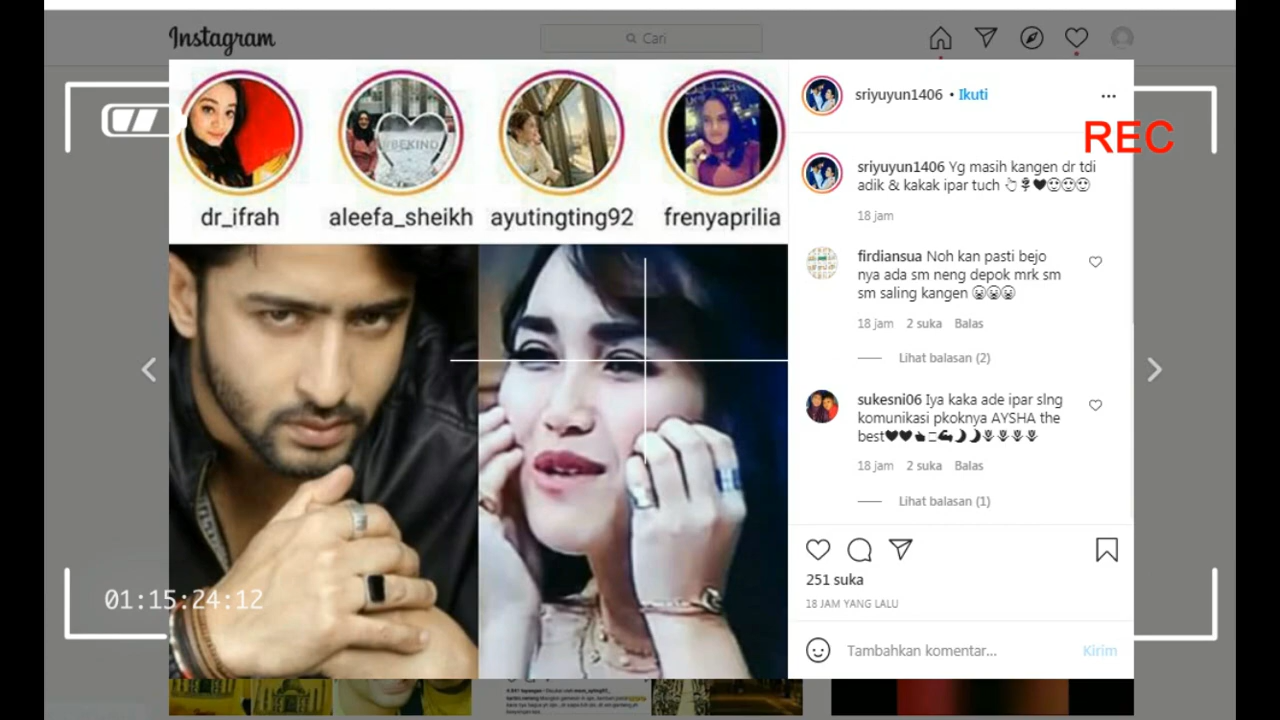 Instagram
Cari
dr_ifrah
aleefa_sheikh
ayutingting92
frenyaprilia
#BEKIND
sriyuyun1406 • Ikuti
REC
sriyuyun1406 Yg masih kangen dr tdi
adik & kakak ipar tuch 👆🌹🖤🙂🙂🙂
18 jam
firdiansua Noh kan pasti bejo
nya ada sm neng depok mrk sm
sm saling kangen 😭😭😭
18 jam 2 suka Balas
Lihat balasan (2)
sukesni06 Iya kaka ade ipar slng
komunikasi pkoknya AYSHA the
best
18 jam 2 suka Balas
Lihat balasan (1)
251 suka
18 JAM YANG LALU
Tambahkan komentar...
Kirim
01:15:24:12